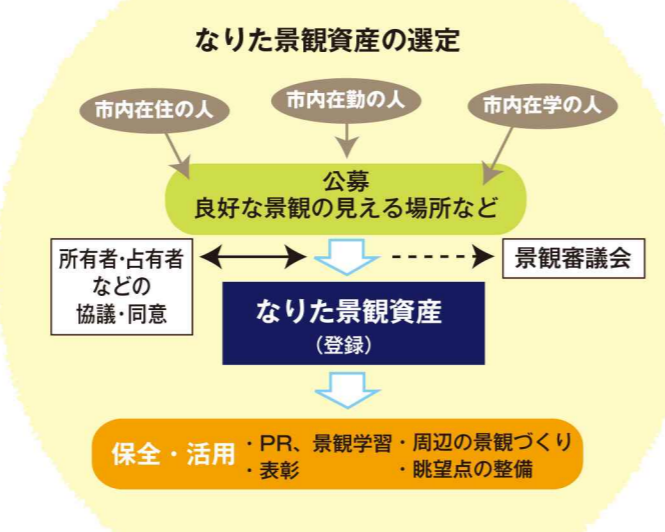 なりた景観資産の選定
市内在住の人
市内在勤の人
市内在学の人
公募
良好な景観の見える場所など
所有者・占有者
などの
協議・同意
景観審議会
なりた景観資産
（登録）
保全・活用
・PR、景観学習・周辺の景観づくり
・表彰 ・眺望点の整備